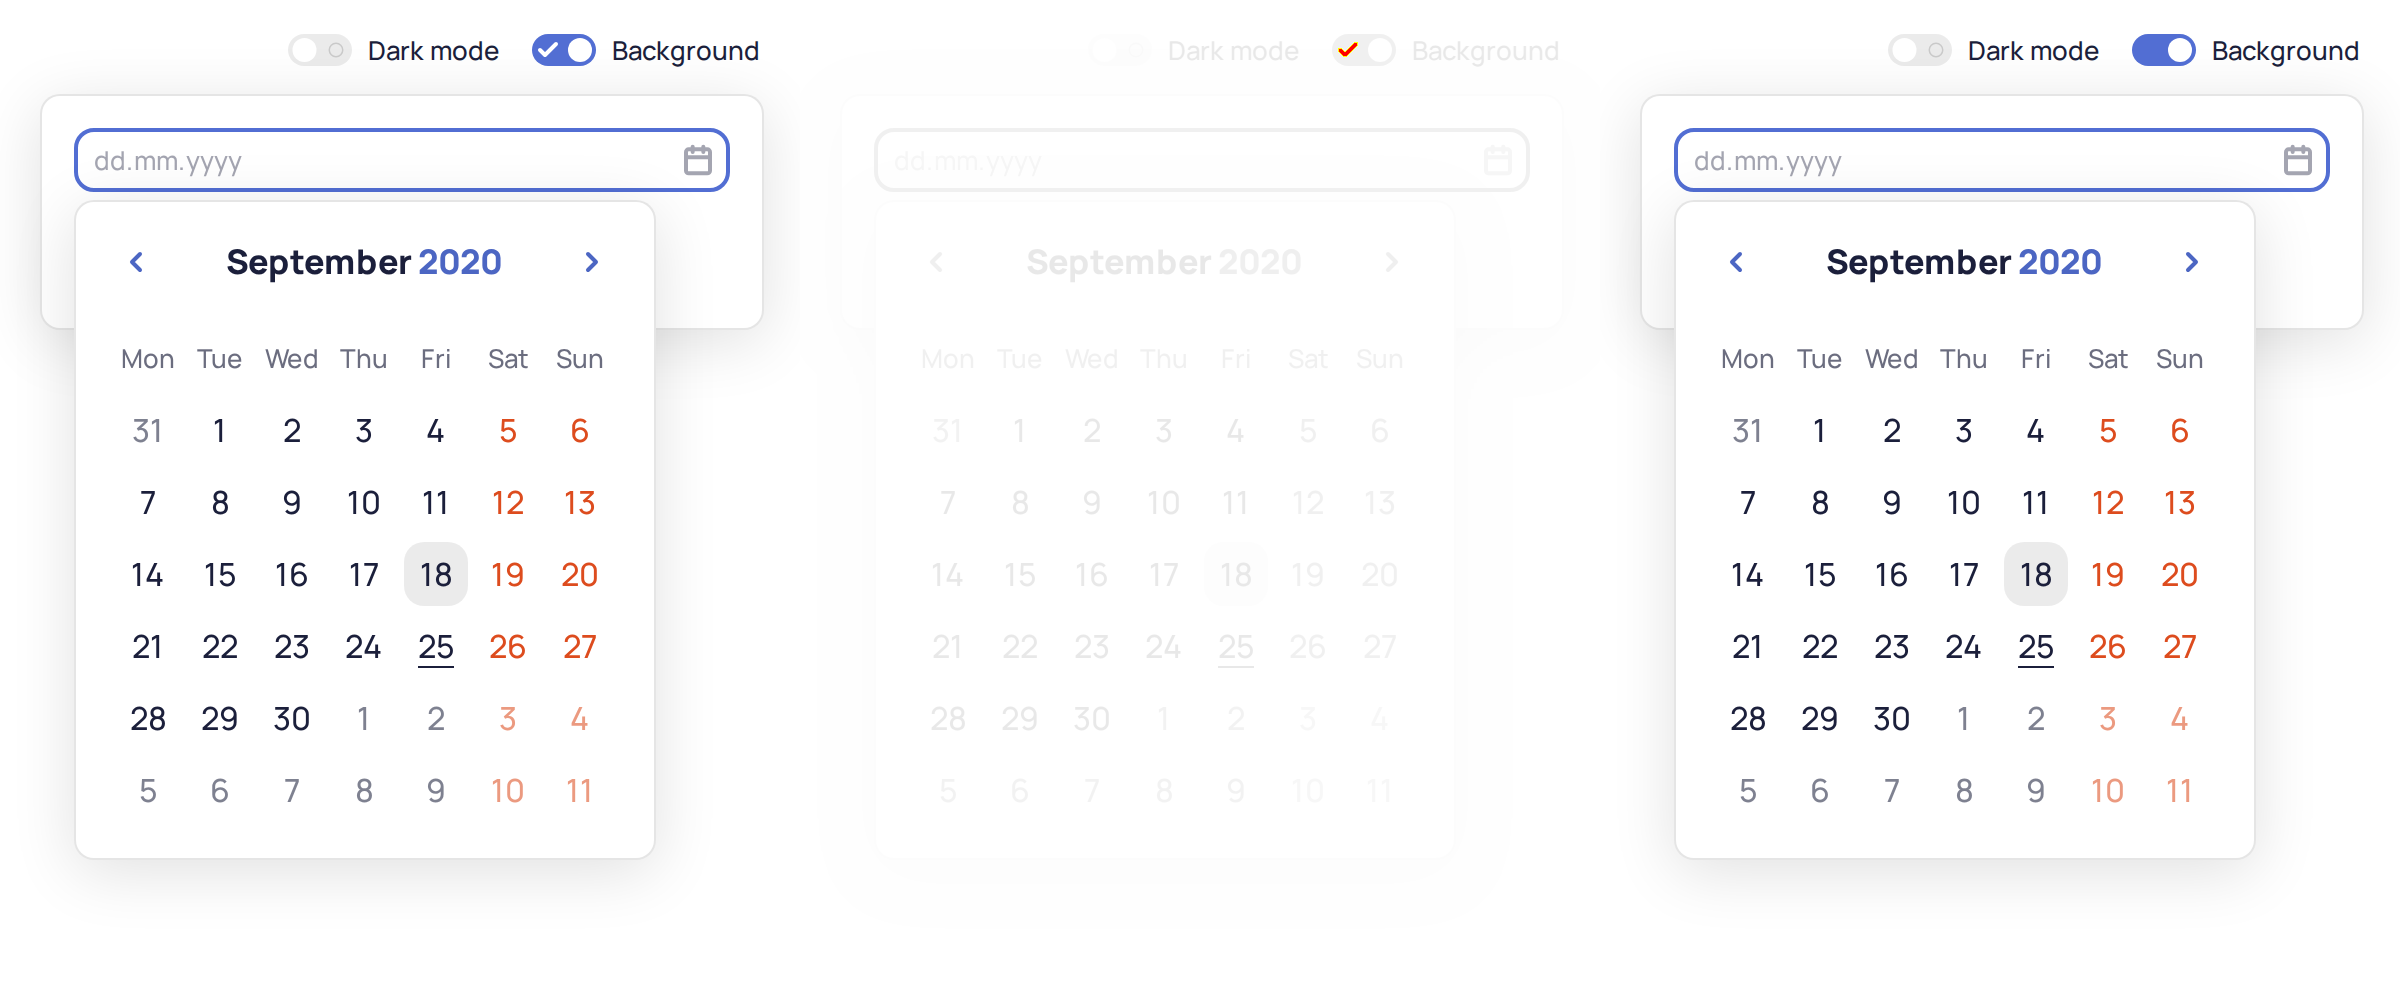 Dark mode Background
dd.mm.yyyy
September 2020
Mon Tue Wed Thu Fri Sat Sun
31 1 2 3 4 5 6
7 8 9 10 11 12 13
14 15 16 17 18 19 20
21 22 23 24 25 26 27
28 29 30 1 2 3 4
5 6 7 8 9 10 11
Dark mode Background
dd.mm.yyyy
September 2020
Mon Tue Wed Thu Fri Sat Sun
31 1 2 3 4 5 6
7 8 9 10 11 12 13
14 15 16 17 18 19 20
21 22 23 24 25 26 27
28 29 30 1 2 3 4
5 6 7 8 9 10 11
Dark mode Background
dd.mm.yyyy
September 2020
Mon Tue Wed Thu Fri Sat Sun
31 1 2 3 4 5 6
7 8 9 10 11 12 13
14 15 16 17 18 19 20
21 22 23 24 25 26 27
28 29 30 1 2 3 4
5 6 7 8 9 10 11